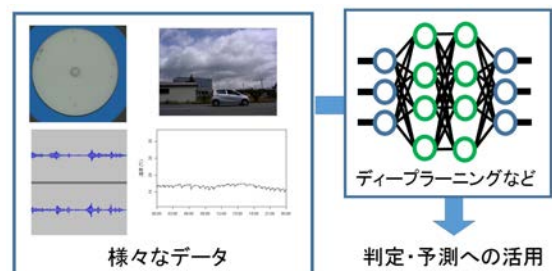 様々なデータ
ディープラーニングなど
判定・予測への活用